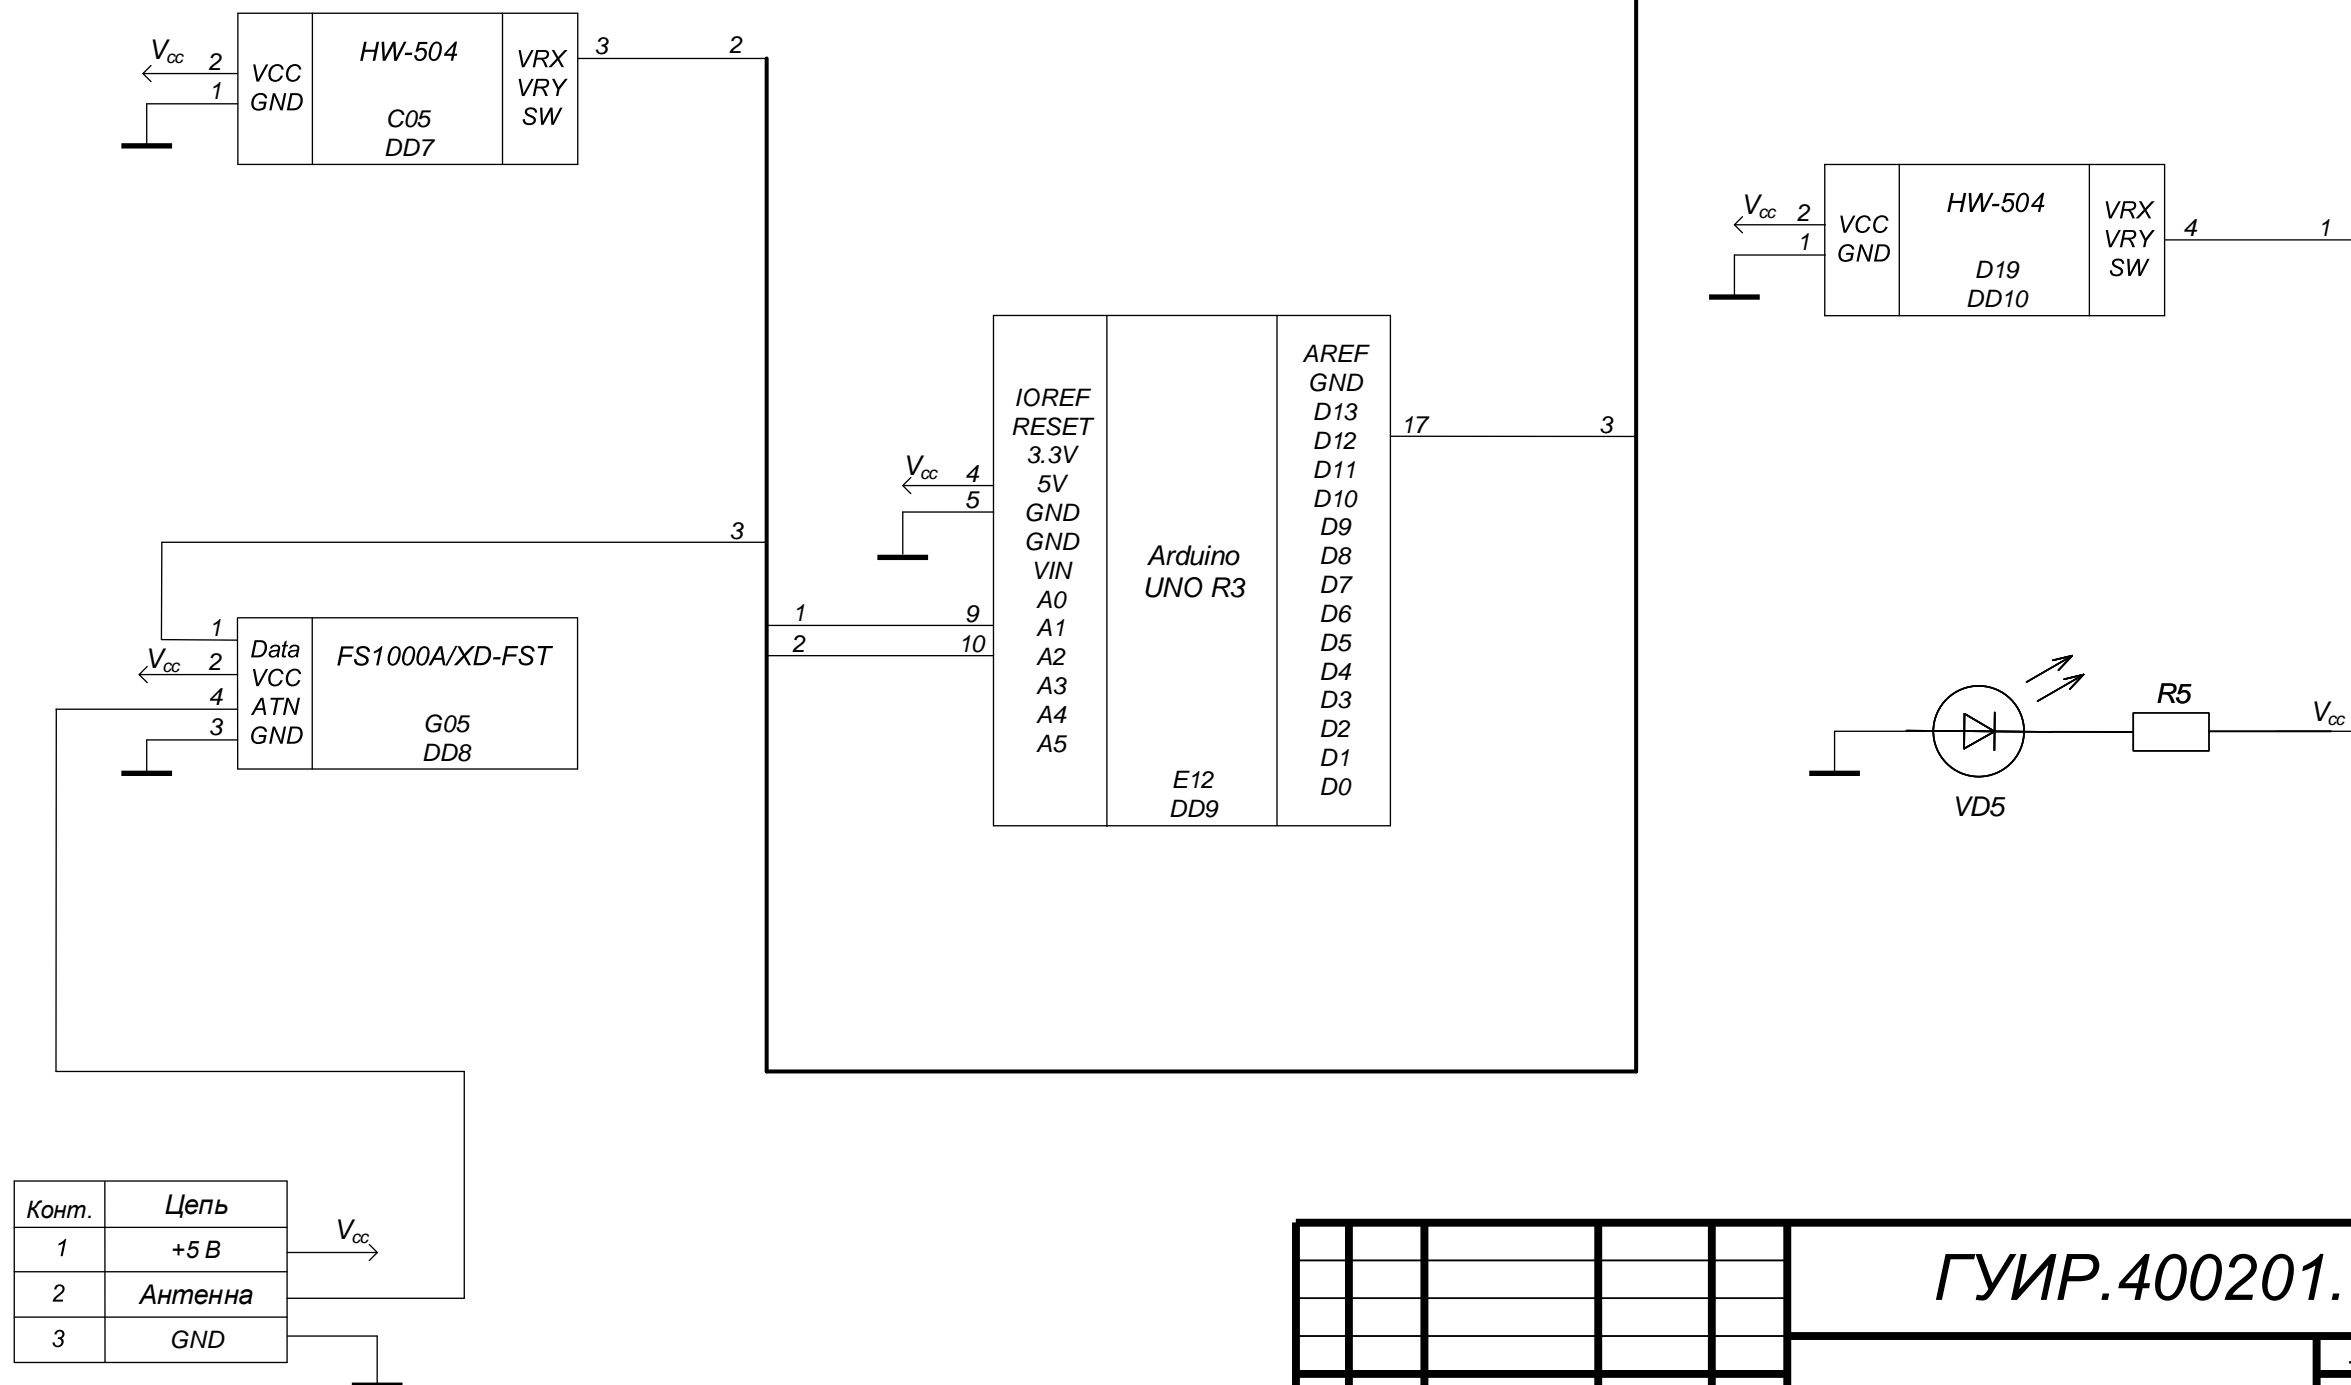 HW-504
C05
DD7
VCC
GND
VRX
VRY
SW
Vcc
2
1
3
2
HW-504
D19
DD10
VCC
GND
VRX
VRY
SW
Vcc
2
1
4
1
IOREF
RESET
3.3V
5V
GND
GND
VIN
A0
A1
A2
A3
A4
A5
Arduino
UNO R3
E12
DD9
AREF
GND
D13
D12
D11
D10
D9
D8
D7
D6
D5
D4
D3
D2
D1
D0
Vcc
4
5
1
9
2
10
17
3
3
1
Vcc
2
4
3
Data
VCC
ATN
GND
FS1000A/XD-FST
G05
DD8
R5
Vcc
VD5
Конт. Цепь
1 +5 В
2 Антенна
3 GND
Vcc
ГУИР.400201.